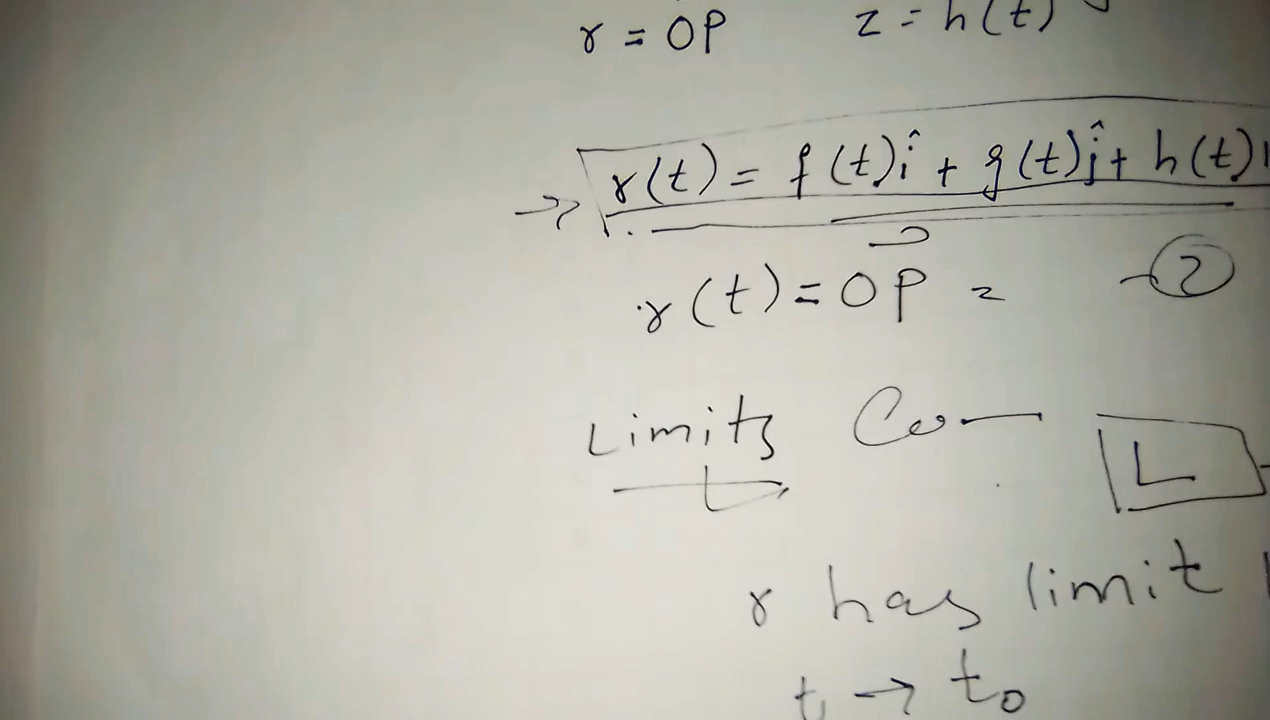 r = OP z = h(t)
→ r(t) = f(t)î + g(t)ĵ + h(t)
r(t) = OP = - 2
Limits L
r has limit
t → t₀